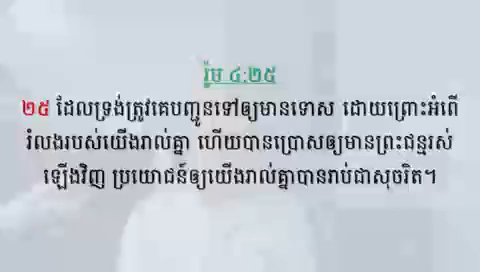 រ៉ូម ៤:២៥
២៥ ដែលទ្រង់ត្រូវគេបញ្ជូនទៅឲ្យមានទោស ដោយព្រោះអំពើ
រំលងរបស់យើងរាល់គ្នា ហើយបានប្រោសឲ្យមានព្រះជន្មរស់
ឡើងវិញ ប្រយោជន៍ឲ្យយើងរាល់គ្នាបានរាប់ជាសុចរិត។